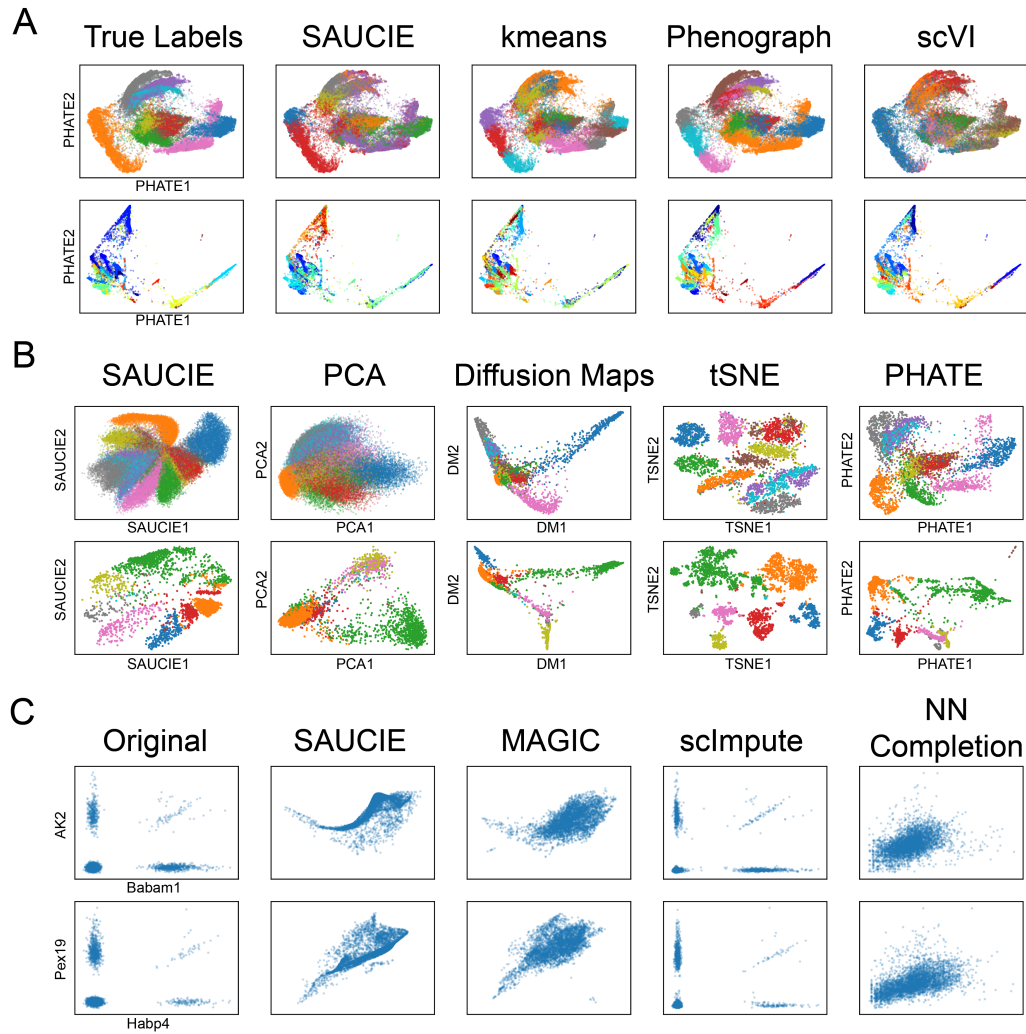 A
True Labels SAUCIE kmeans Phenograph scVI
PHATE2
PHATE1
PHATE2
PHATE1
B
SAUCIE PCA Diffusion Maps tSNE PHATE
SAUCIE2 PCA2 DM2 TSNE2 PHATE2
SAUCIE1 PCA1 DM1 TSNE1 PHATE1
SAUCIE2 PCA2 DM2 TSNE2 PHATE2
SAUCIE1 PCA1 DM1 TSNE1 PHATE1
C
Original SAUCIE MAGIC scImpute NN
Completion
AK2
Babam1
Pex19
Habp4